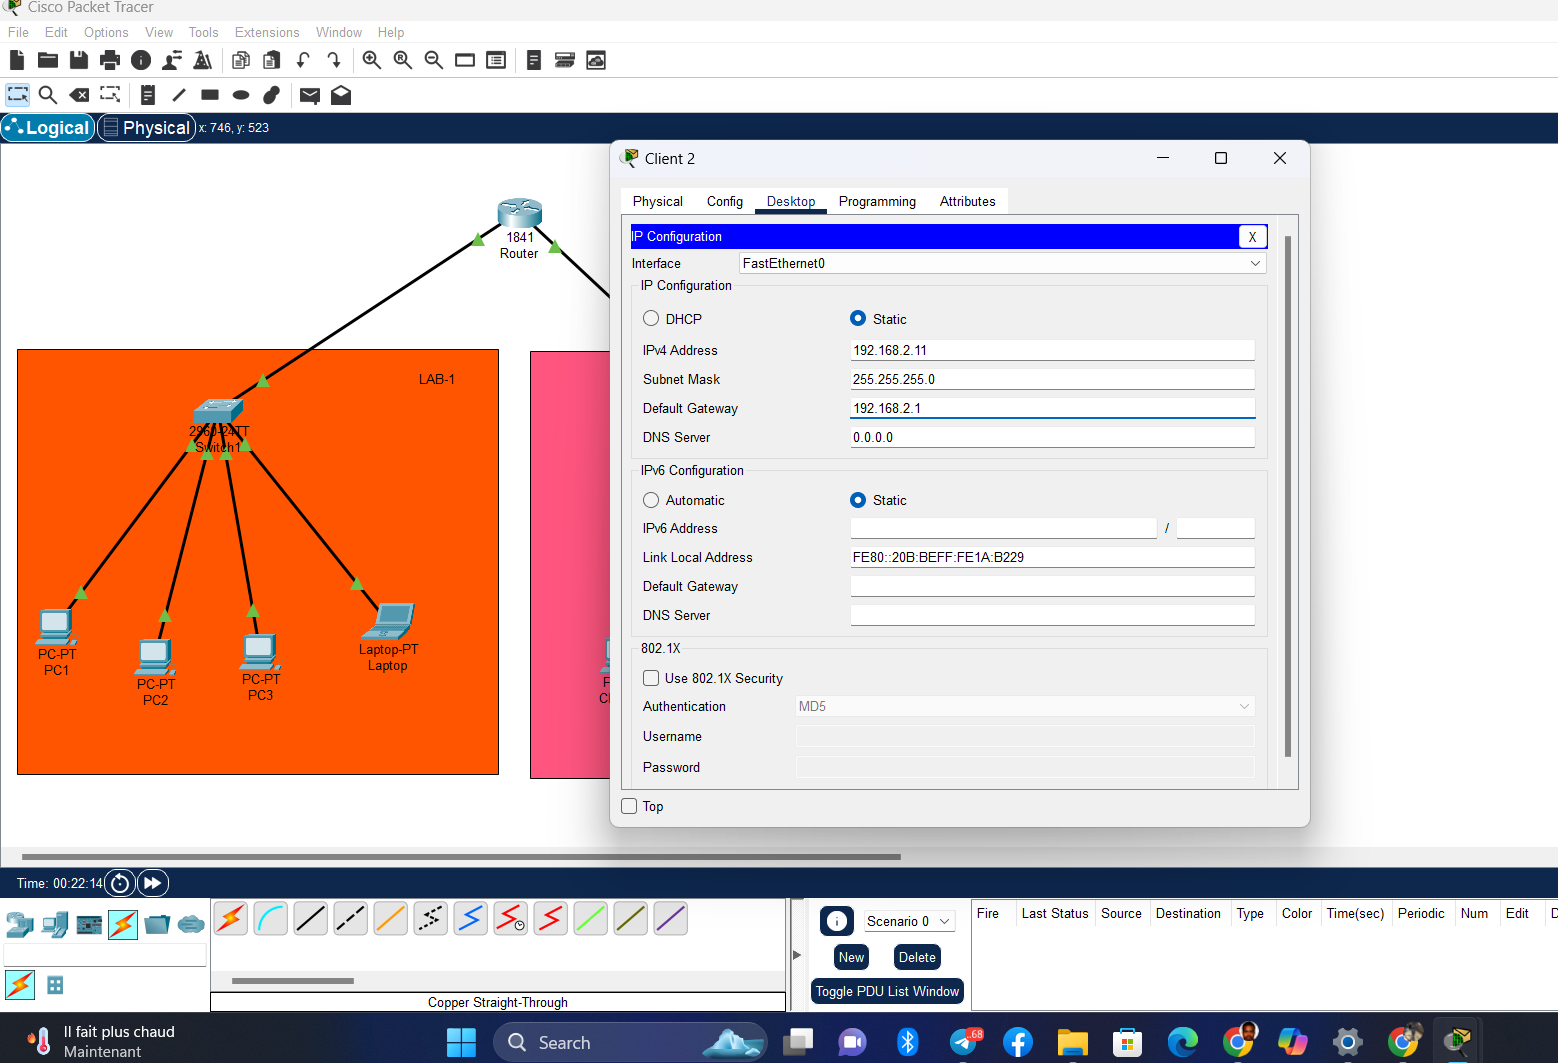 Cisco Packet Tracer
File Edit Options View Tools Extensions Window Help
Logical Physical x: 746, y: 523
1841
Router
LAB-1
2960-24TT
Switch1
PC-PT
PC1
PC-PT
PC2
PC-PT
PC3
Laptop-PT
Laptop
Client 2
Physical Config Desktop Programming Attributes
IP Configuration X
Interface FastEthernet0
IP Configuration
DHCP Static
IPv4 Address 192.168.2.11
Subnet Mask 255.255.255.0
Default Gateway 192.168.2.1
DNS Server 0.0.0.0
IPv6 Configuration
Automatic Static
IPv6 Address /
Link Local Address FE80::20B:BEFF:FE1A:B229
Default Gateway
DNS Server
802.1X
Use 802.1X Security
Authentication MD5
Username
Password
Top
Time: 00:22:14
Copper Straight-Through
Scenario 0
New Delete
Toggle PDU List Window
Fire Last Status Source Destination Type Color Time(sec) Periodic Num Edit D
Il fait plus chaud
Maintenant
Search
.68